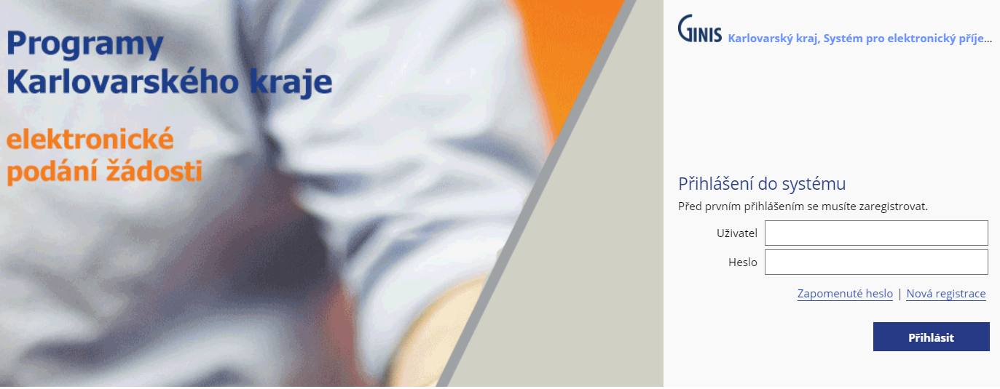 Programy
Karlovarského kraje
elektronické
podání žádosti
GINIS Karlovarský kraj, Systém pro elektronický příje...
Přihlášení do systému
Před prvním přihlášením se musíte zaregistrovat.
Uživatel
Heslo
Zapomenuté heslo | Nová registrace
Přihlásit